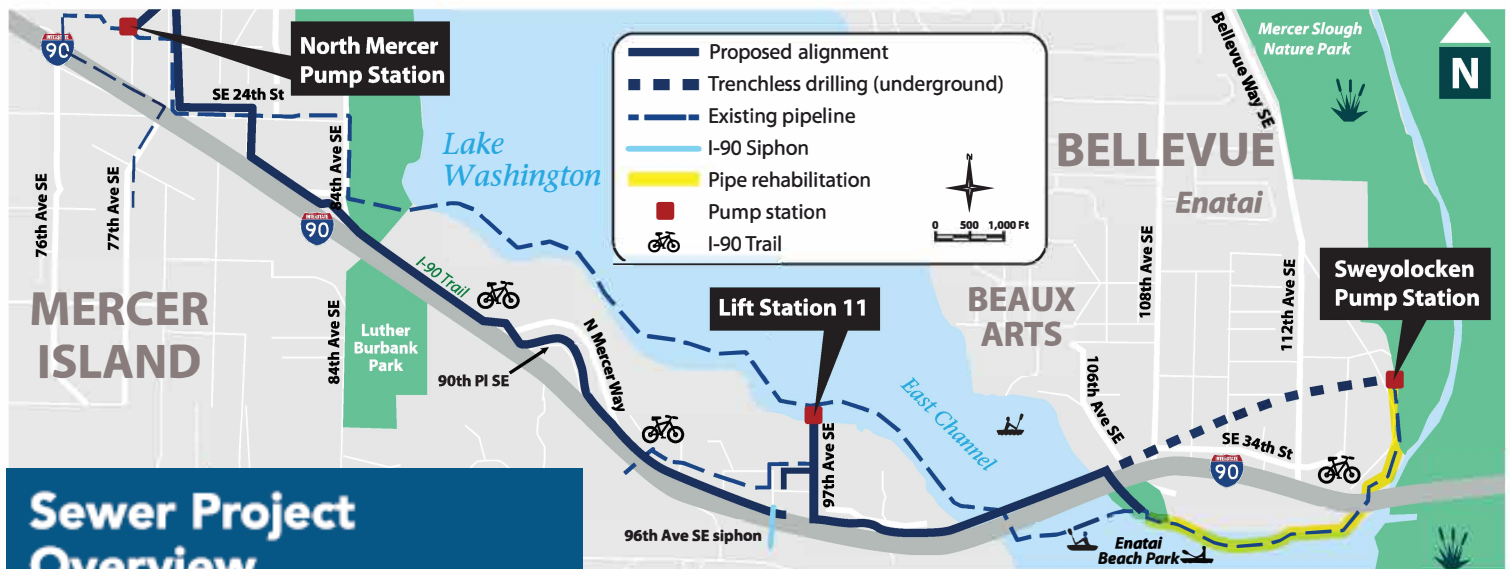 INTERSTATE
90
North Mercer
Pump Station
SE 24th St
76th Ave SE
77th Ave SE
84th Ave SE
INTERSTATE
90
MERCER
ISLAND
84th Ave SE
Luther
Burbank
Park
I-90 Trail
90th Pl SE
N Mercer Way
Lake
Washington
Proposed alignment
Trenchless drilling (underground)
Existing pipeline
I-90 Siphon
Pipe rehabilitation
Pump station
I-90 Trail
N
0 500 1,000 Ft
Lift Station 11
97th Ave SE
96th Ave SE siphon
East Channel
BEAUX
ARTS
106th Ave SE
108th Ave SE
112th Ave SE
Bellevue Way SE
BELLEVUE
Enatai
Mercer Slough
Nature Park
N
Sweyolocken
Pump Station
SE 34th St
INTERSTATE
90
Enatai
Beach Park
Sewer Project
Overview